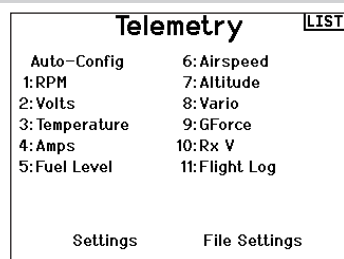 Telemetry
LIST
Auto-Config
1:RPM
2:Volts
3:Temperature
4:Amps
5:Fuel Level
6:Airspeed
7:Altitude
8:Vario
9:GForce
10:Rx V
11:Flight Log
Settings
File Settings